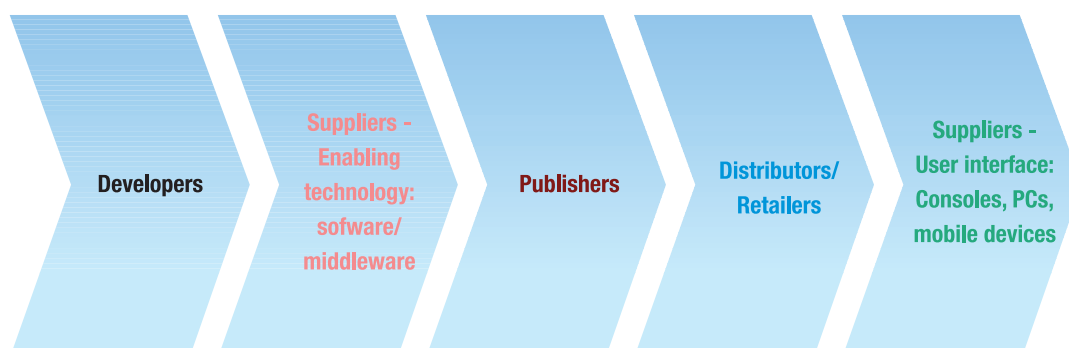 Developers
Suppliers -
Enabling
technology:
sofware/
middleware
Publishers
Distributors/
Retailers
Suppliers -
User interface:
Consoles, PCs,
mobile devices